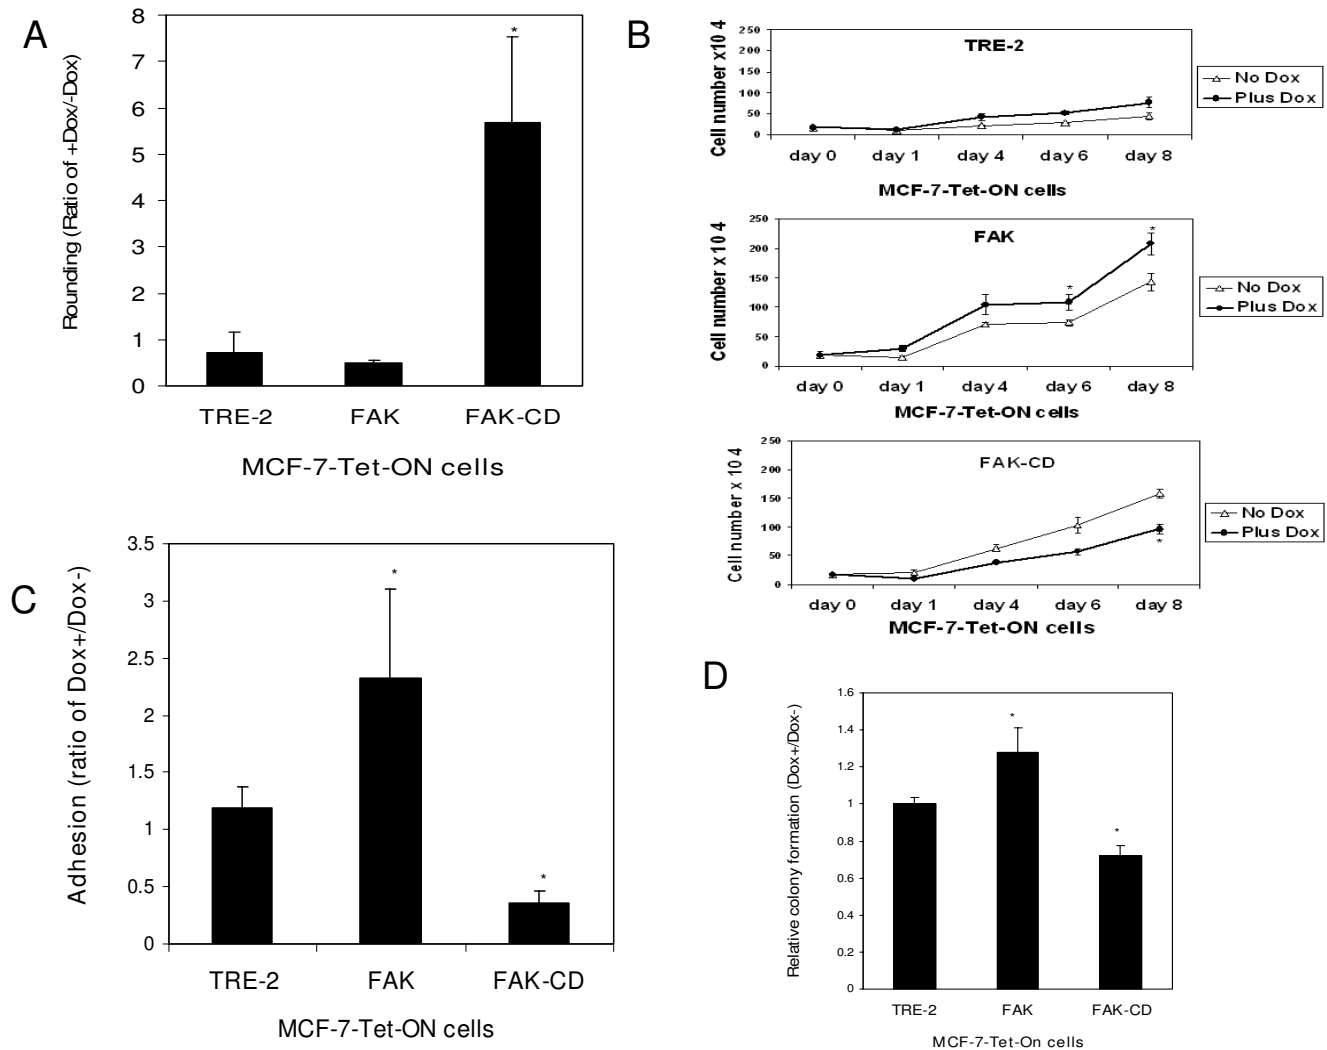 A
Rounding (Ratio of +Dox/-Dox)
8
7
6
5
4
3
2
1
0
*
TRE-2 FAK FAK-CD
MCF-7-Tet-ON cells
B
Cell number x10 4
250
200
150
100
50
0
TRE-2
No Dox
Plus Dox
day 0 day 1 day 4 day 6 day 8
MCF-7-Tet-ON cells
Cell number x 10 4
250
200
150
100
50
0
FAK
*
*
No Dox
Plus Dox
day 0 day 1 day 4 day 6 day 8
MCF-7-Tet-ON cells
Cell number x 10 4
250
200
150
100
50
0
FAK-CD
*
No Dox
Plus Dox
day 0 day 1 day 4 day 6 day 8
MCF-7-Tet-ON cells
C
Adhesion (ratio of Dox+/Dox-)
3.5
3
2.5
2
1.5
1
0.5
0
*
*
TRE-2 FAK FAK-CD
MCF-7-Tet-ON cells
D
Relative colony formation (Dox+/Dox-)
1.6
1.4
1.2
1
0.8
0.6
0.4
0.2
0
*
*
TRE-2 FAK FAK-CD
MCF-7-Tet-On cells